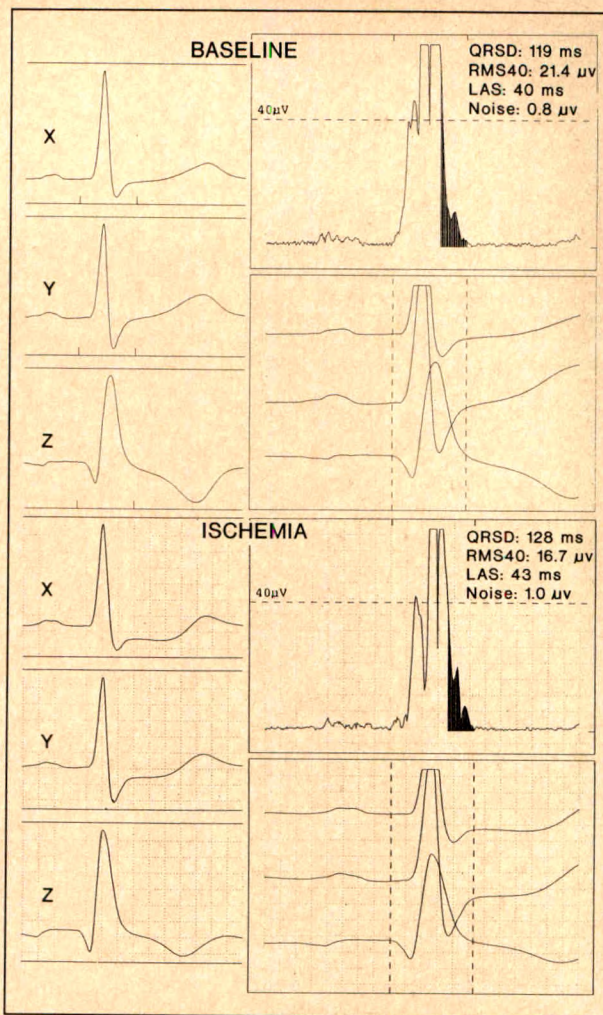 BASELINE
QRSD: 119 ms
RMS40: 21.4 μv
LAS: 40 ms
Noise: 0.8 μv
40μV
X
Y
Z
ISCHEMIA
QRSD: 128 ms
RMS40: 16.7 μv
LAS: 43 ms
Noise: 1.0 μv
40μV
X
Y
Z